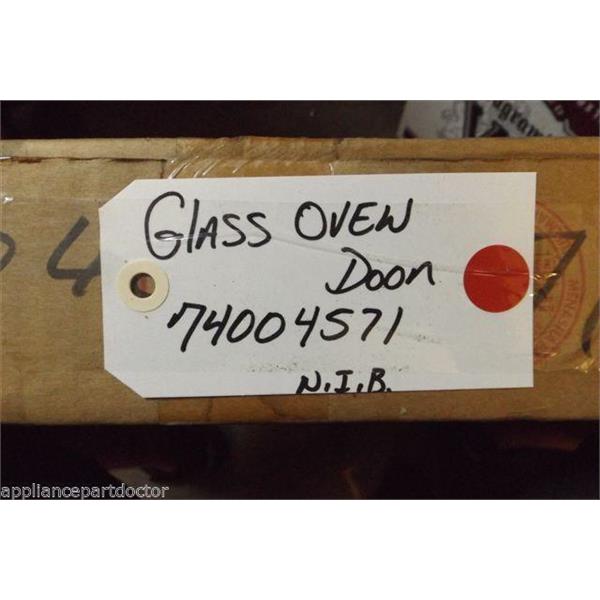 GLASS OVEN
DOOR
74004571
N.I.B.
appliancepartdoctor